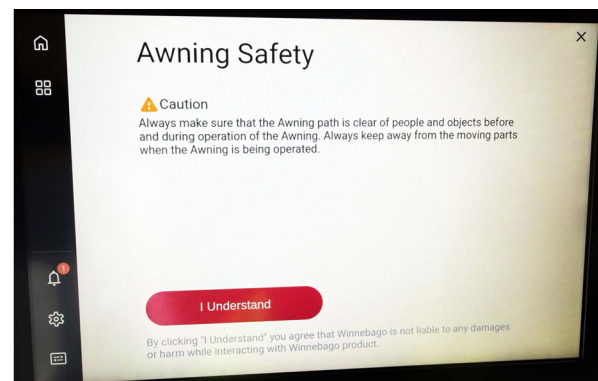 Awning Safety
Caution
Always make sure that the Awning path is clear of people and objects before
and during operation of the Awning. Always keep away from the moving parts
when the Awning is being operated.
1
I Understand
By clicking "I Understand" you agree that Winnebago is not liable to any damages
or harm while interacting with Winnebago product.